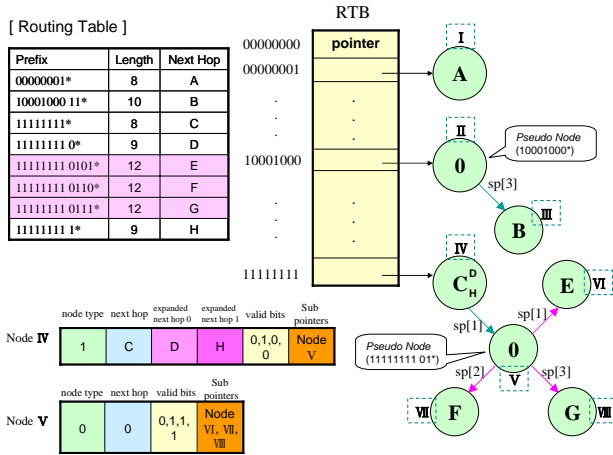 [ Routing Table ]
Prefix Length Next Hop
00000001* 8 A
10001000 11* 10 B
11111111* 8 C
11111111 0* 9 D
11111111 0101* 12 E
11111111 0110* 12 F
11111111 0111* 12 G
11111111 1* 9 H
RTB
00000000 pointer
00000001
10001000
11111111
I
A
II
0
Pseudo Node
(10001000*)
sp[3]
B
III
IV
C D H
sp[1]
E
VI
sp[1]
Pseudo Node
(11111111 01*)
0
V
sp[2]
sp[3]
VII
F
G
VIII
node type next hop expanded next hop 0 expanded next hop 1 valid bits Sub pointers
Node IV 1 C D H 0,1,0, 0 Node V
node type next hop valid bits Sub pointers
Node V 0 0 0,1,1, 1 Node VI, VII, VIII